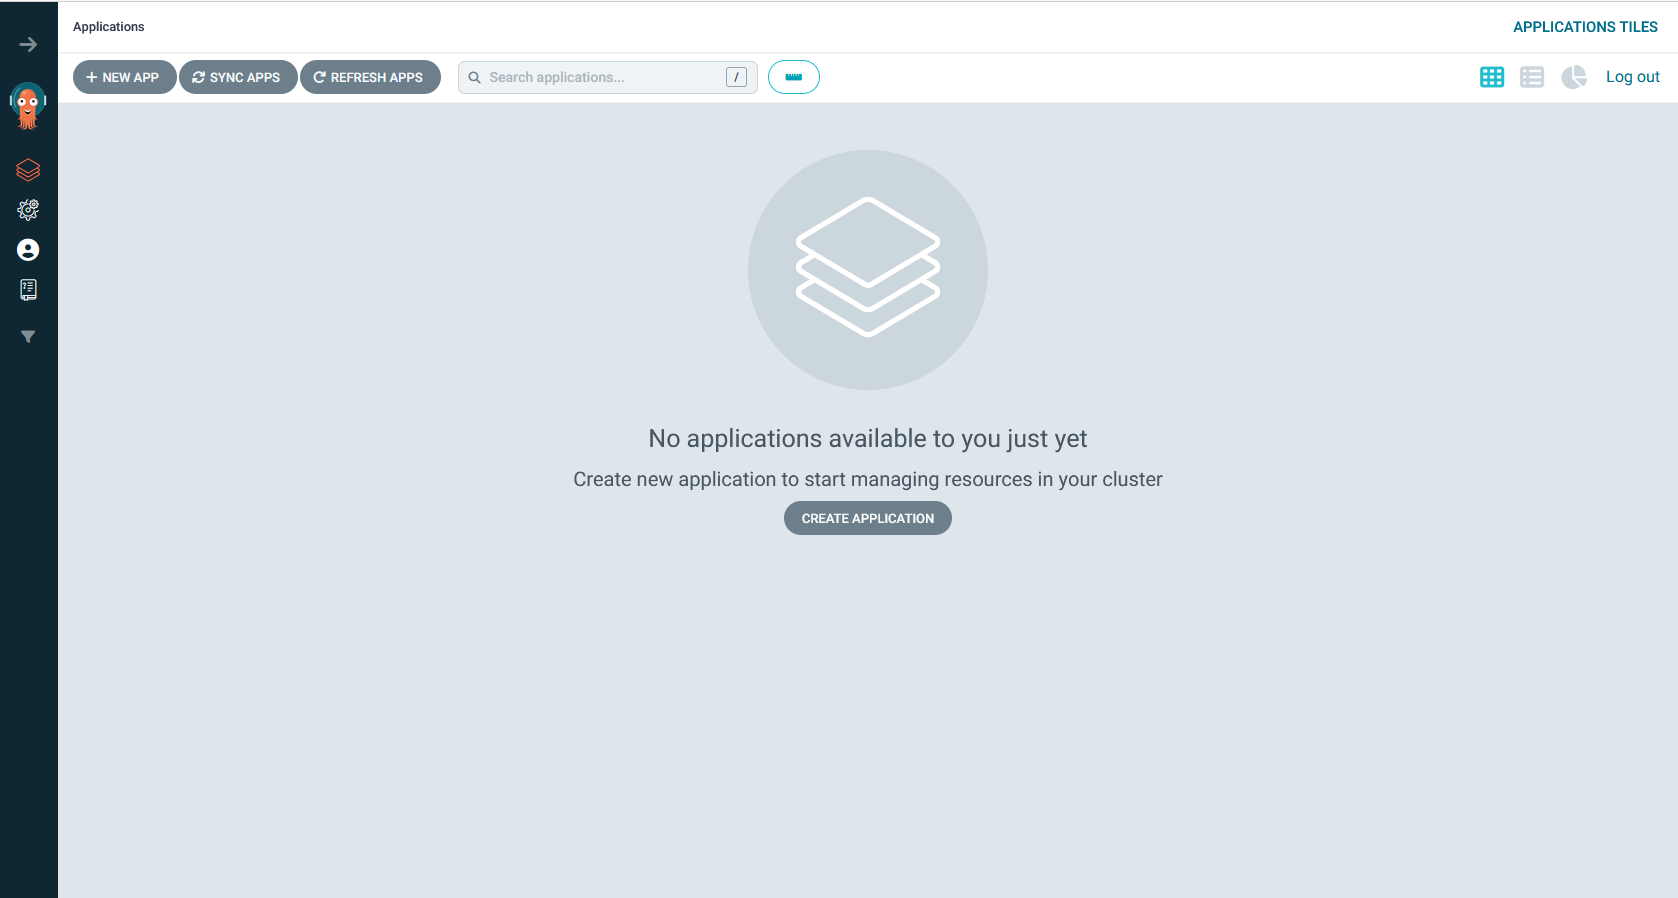 Applications
APPLICATIONS TILES
NEW APP
SYNC APPS
REFRESH APPS
Search applications...
/
Log out
No applications available to you just yet
Create new application to start managing resources in your cluster
CREATE APPLICATION